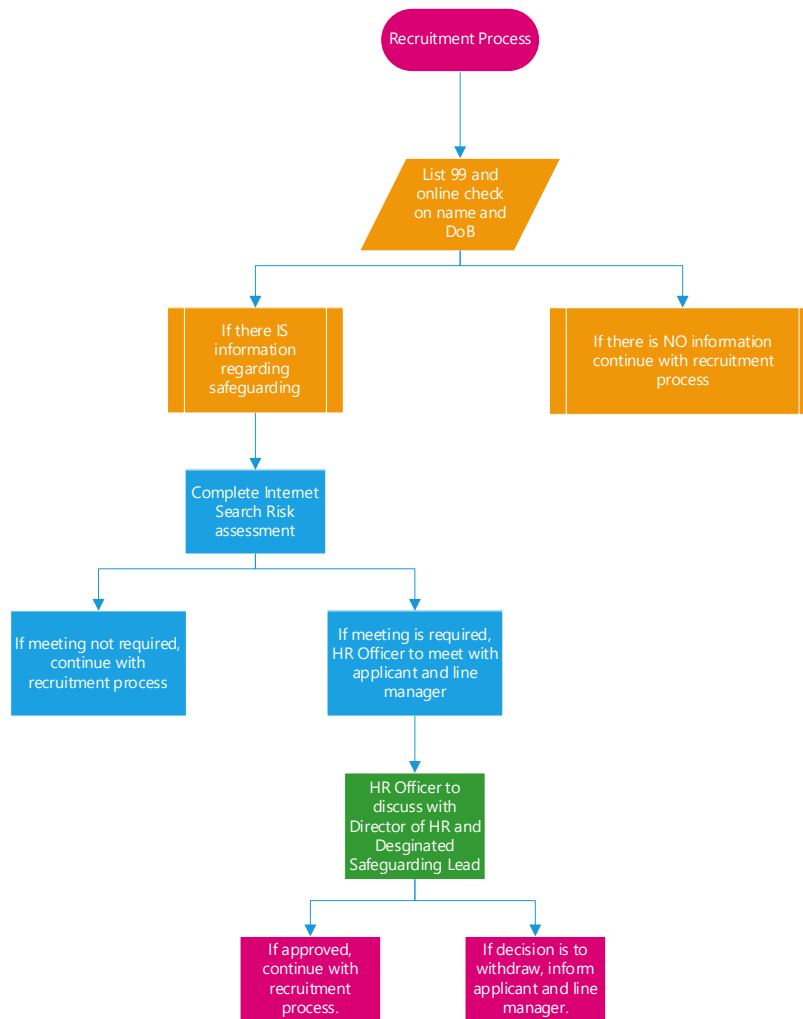 Recruitment Process
List 99 and
online check
on name and
DoB
If there IS
information
regarding
safeguarding
If there is NO information
continue with recruitment
process
Complete Internet
Search Risk
assessment
If meeting not required,
continue with
recruitment process
If meeting is required,
HR Officer to meet with
applicant and line
manager
HR Officer to
discuss with
Director of HR and
Desginated
Safeguarding Lead
If approved,
continue with
recruitment
process.
If decision is to
withdraw, inform
applicant and line
manager.